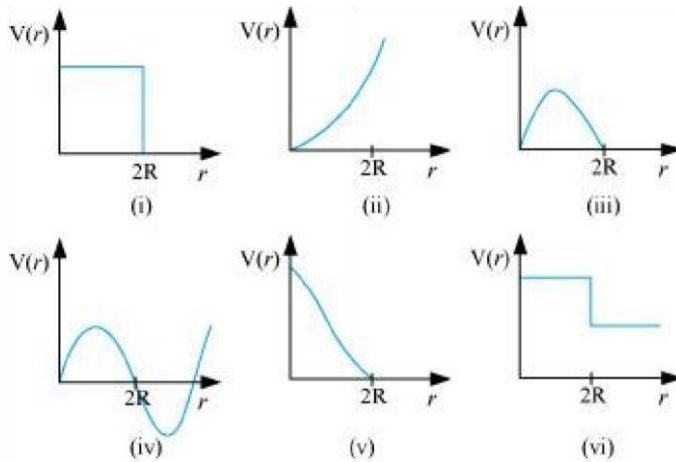 V(r)
2R r
(i)
V(r)
2R r
(ii)
V(r)
2R r
(iii)
V(r)
2R r
(iv)
V(r)
2R r
(v)
V(r)
2R r
(vi)